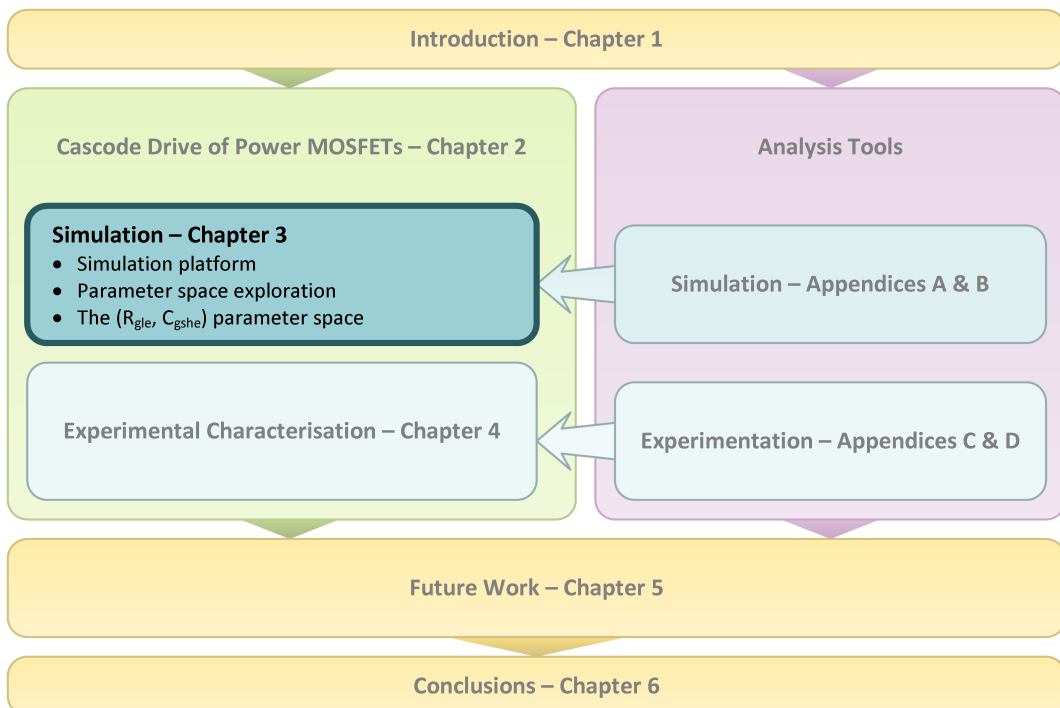 Introduction – Chapter 1
Cascode Drive of Power MOSFETs – Chapter 2
Analysis Tools
Simulation – Chapter 3
• Simulation platform
• Parameter space exploration
• The (Rgle, Cgshe) parameter space
Simulation – Appendices A & B
Experimental Characterisation – Chapter 4
Experimentation – Appendices C & D
Future Work – Chapter 5
Conclusions – Chapter 6